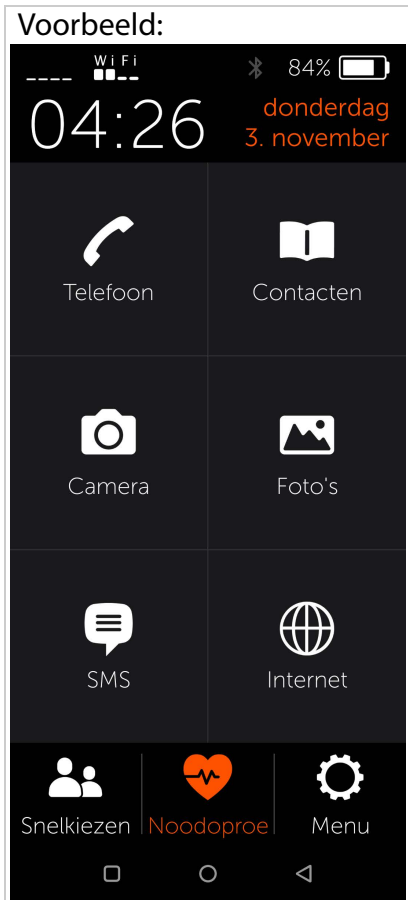 Voorbeeld:
WiFi
84%
04:26
donderdag
3. november
Telefoon
Contacten
Camera
Foto's
SMS
Internet
Snelkiezen
Noodoproe
Menu